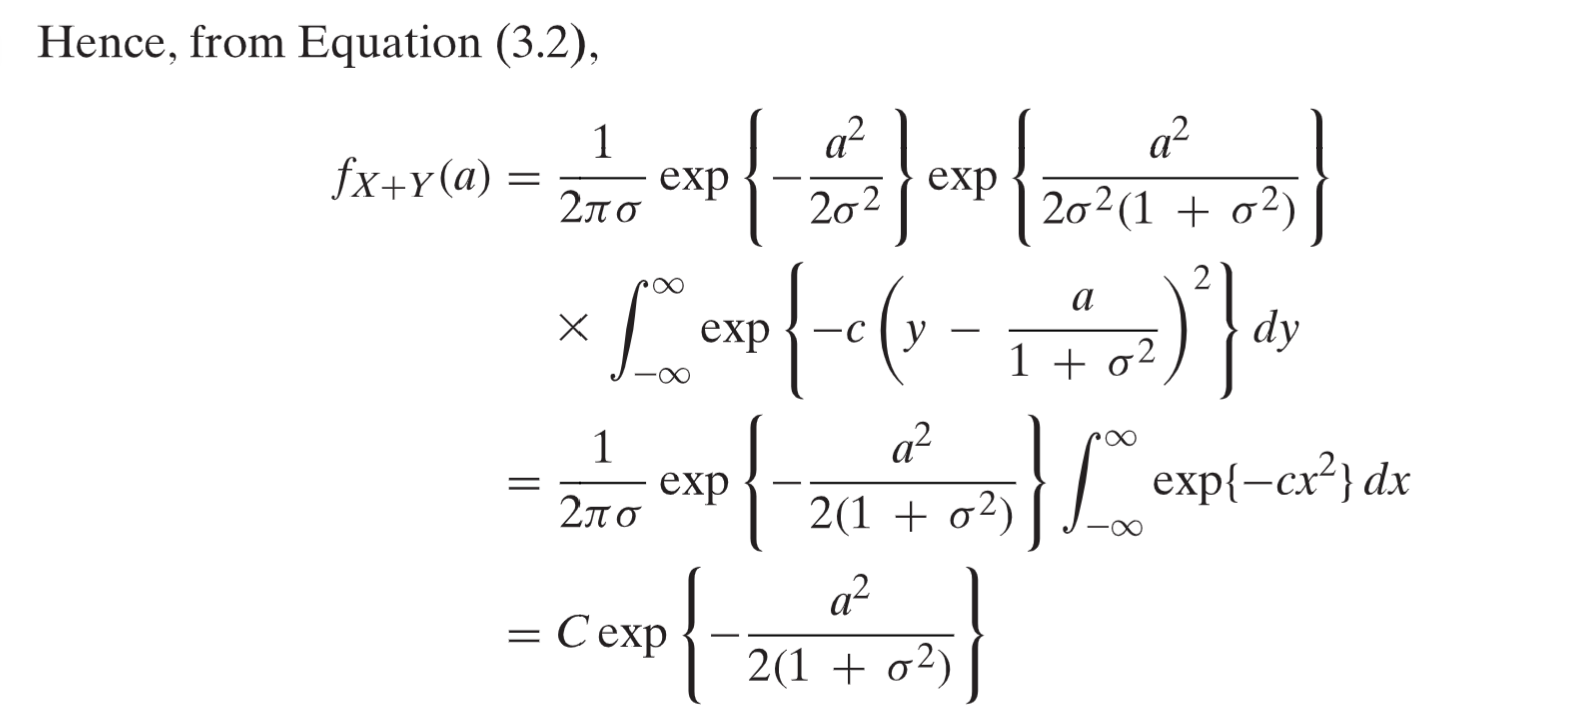 Hence, from Equation (3.2),
f_{X+Y}(a) = \frac{1}{2\pi\sigma} \exp\left\{-\frac{a^2}{2\sigma^2}\right\} \exp\left\{\frac{a^2}{2\sigma^2(1 + \sigma^2)}\right\}
\times \int_{-\infty}^{\infty} \exp\left\{-c\left(y - \frac{a}{1 + \sigma^2}\right)^2\right\} dy
= \frac{1}{2\pi\sigma} \exp\left\{-\frac{a^2}{2(1 + \sigma^2)}\right\} \int_{-\infty}^{\infty} \exp\{-cx^2\} dx
= C \exp\left\{-\frac{a^2}{2(1 + \sigma^2)}\right\}